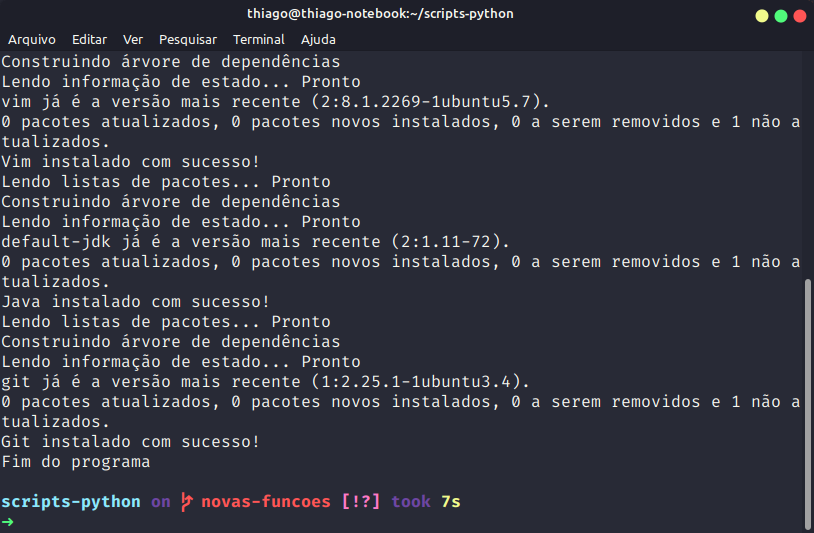 thiago@thiago-notebook:~/scripts-python
Arquivo Editar Ver Pesquisar Terminal Ajuda
Construindo árvore de dependências
Lendo informação de estado... Pronto
vim já é a versão mais recente (2:8.1.2269-1ubuntu5.7).
0 pacotes atualizados, 0 pacotes novos instalados, 0 a serem removidos e 1 não a
tualizados.
Vim instalado com sucesso!
Lendo listas de pacotes... Pronto
Construindo árvore de dependências
Lendo informação de estado... Pronto
default-jdk já é a versão mais recente (2:1.11-72).
0 pacotes atualizados, 0 pacotes novos instalados, 0 a serem removidos e 1 não a
tualizados.
Java instalado com sucesso!
Lendo listas de pacotes... Pronto
Construindo árvore de dependências
Lendo informação de estado... Pronto
git já é a versão mais recente (1:2.25.1-1ubuntu3.4).
0 pacotes atualizados, 0 pacotes novos instalados, 0 a serem removidos e 1 não a
tualizados.
Git instalado com sucesso!
Fim do programa
scripts-python on novas-funcoes [!?] took 7s
➜